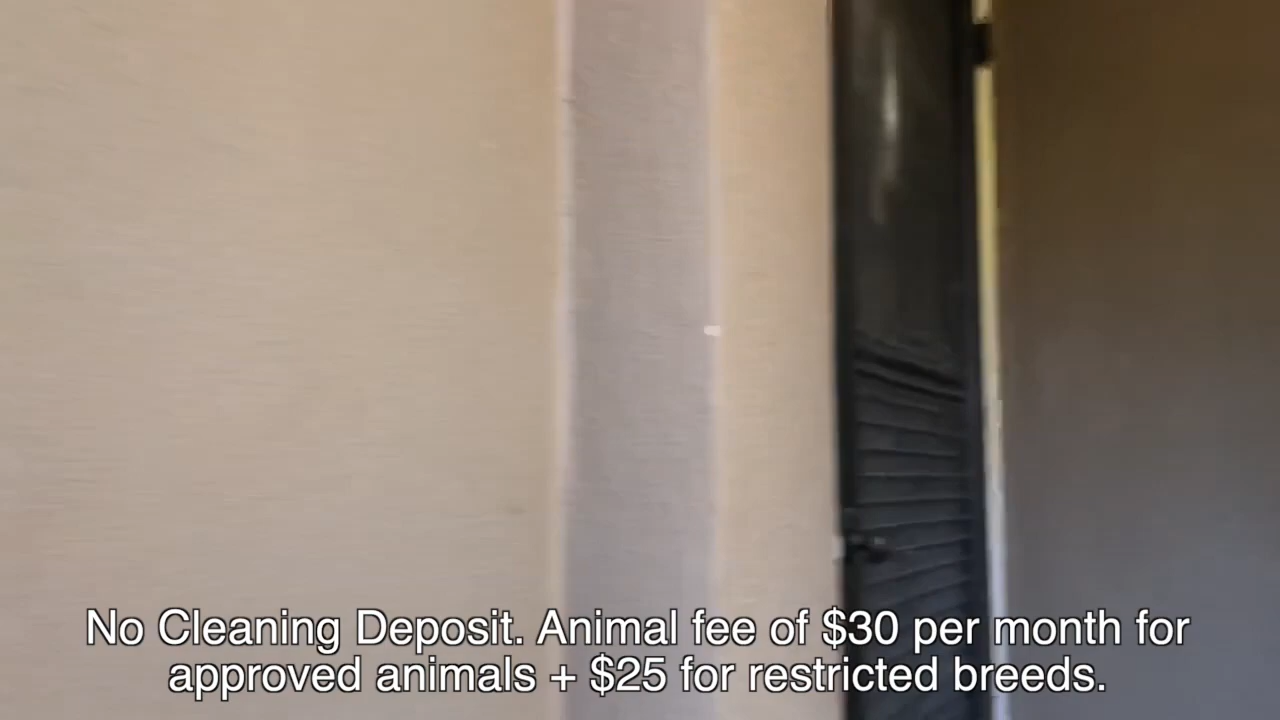 No Cleaning Deposit. Animal fee of $30 per month for
approved animals + $25 for restricted breeds.